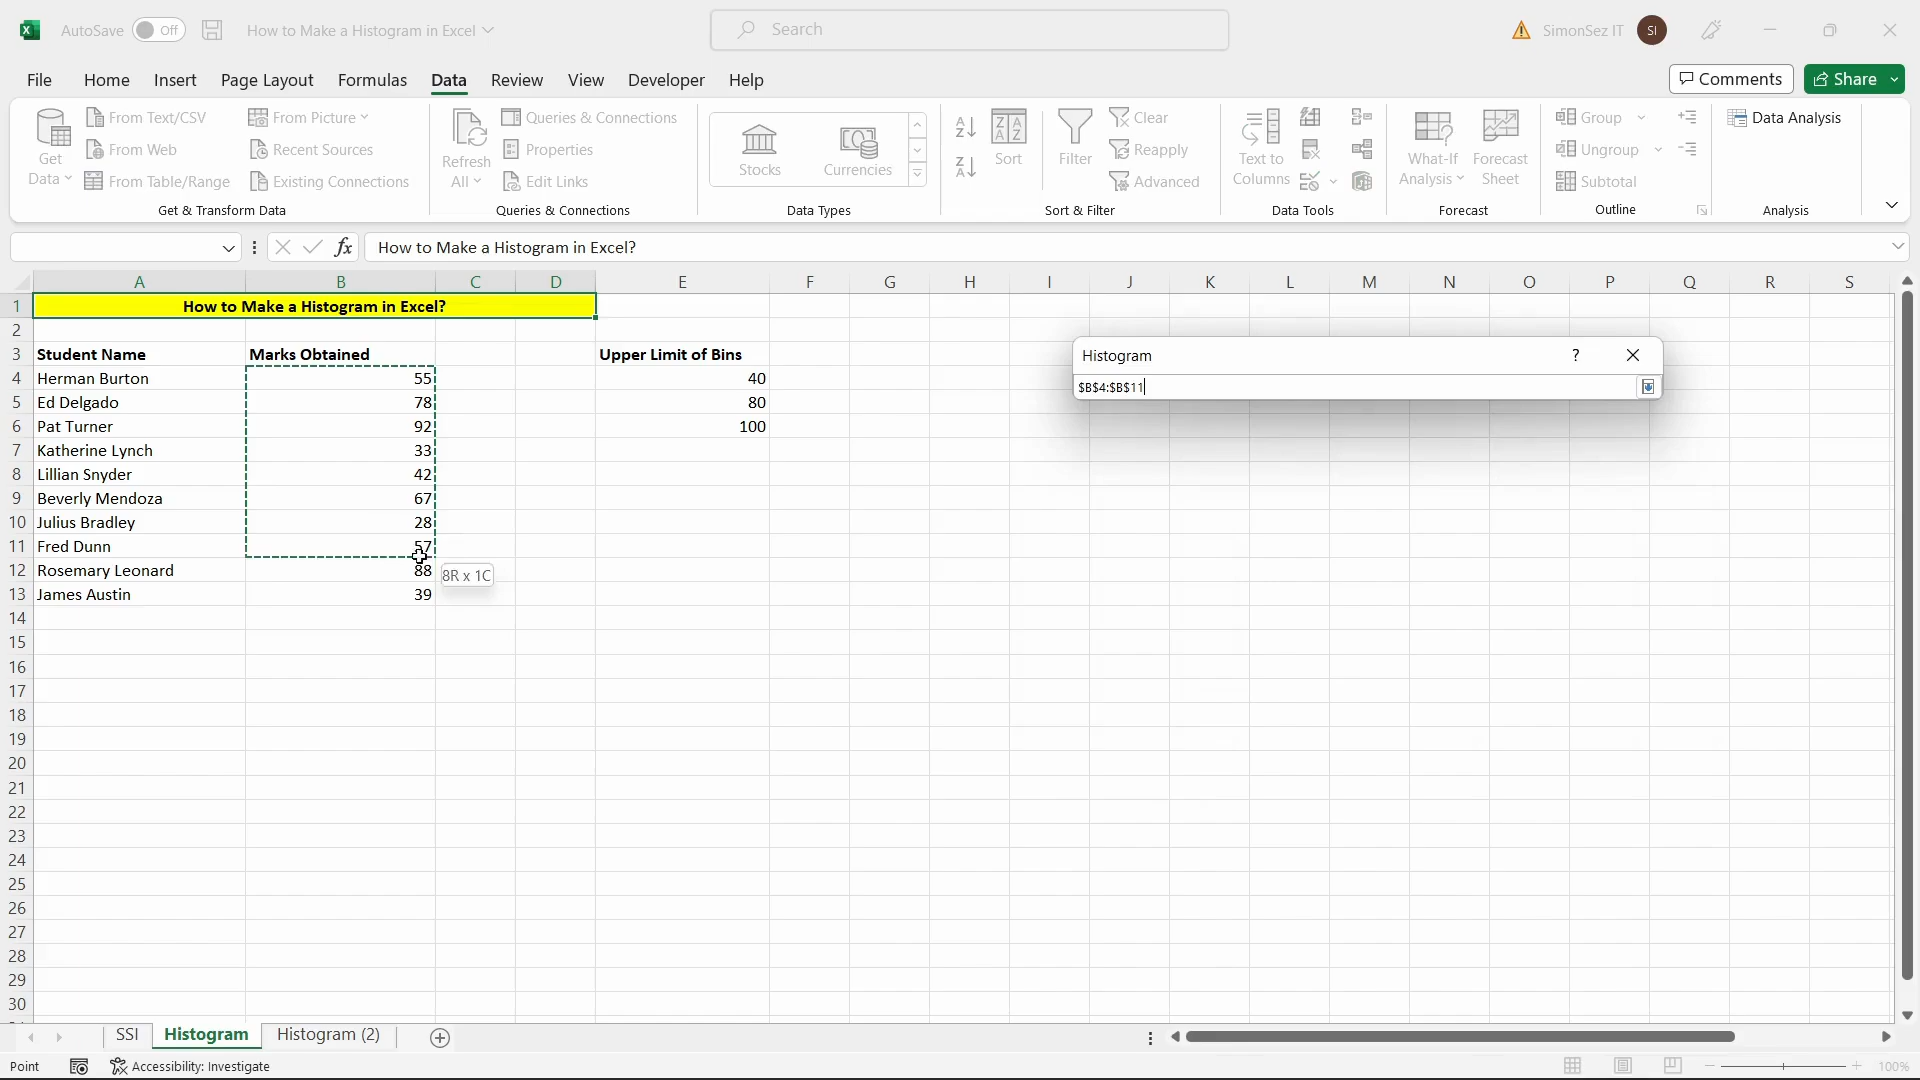 AutoSave Off How to Make a Histogram in Excel Search SimonSez IT SI
File Home Insert Page Layout Formulas Data Review View Developer Help Comments Share
Get Data
From Text/CSV
From Web
From Table/Range
From Picture
Recent Sources
Existing Connections
Get & Transform Data
Refresh All
Queries & Connections
Properties
Edit Links
Queries & Connections
Stocks Currencies
Data Types
Sort
Filter
Clear
Reapply
Advanced
Sort & Filter
Text to Columns
Data Tools
What-If Analysis
Forecast Sheet
Forecast
Group
Ungroup
Subtotal
Outline
Data Analysis
Analysis
fx How to Make a Histogram in Excel?
A B C D E F G H I J K L M N O P Q R S
1 How to Make a Histogram in Excel?
2
3 Student Name Marks Obtained Upper Limit of Bins
4 Herman Burton 55 40
5 Ed Delgado 78 80
6 Pat Turner 92 100
7 Katherine Lynch 33
8 Lillian Snyder 42
9 Beverly Mendoza 67
10 Julius Bradley 28
11 Fred Dunn 57
12 Rosemary Leonard 88
13 James Austin 39
8R x 1C
Histogram ?
$B$4:$B$11
14
15
16
17
18
19
20
21
22
23
24
25
26
27
28
29
30
SSI Histogram Histogram (2)
Point Accessibility: Investigate 100%